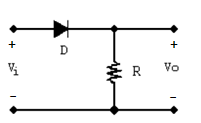 + D +
Vi R Vo
− −